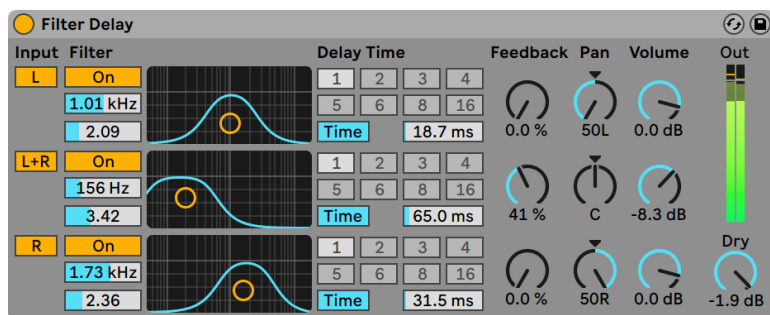 Filter Delay
Input Filter Delay Time Feedback Pan Volume Out
L On 1 2 3 4
1.01 kHz 5 6 8 16
2.09 Time 18.7 ms 0.0 % 50L 0.0 dB
L+R On 1 2 3 4
156 Hz 5 6 8 16
3.42 Time 65.0 ms 41 % C -8.3 dB
R On 1 2 3 4 Dry
1.73 kHz 5 6 8 16
2.36 Time 31.5 ms 0.0 % 50R 0.0 dB -1.9 dB